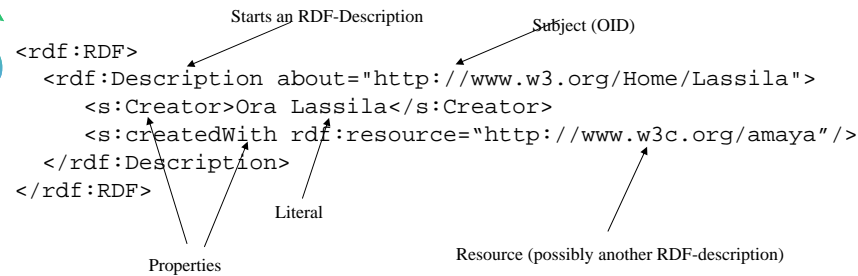 Starts an RDF-Description
Subject (OID)
<rdf:RDF>
<rdf:Description about="http://www.w3.org/Home/Lassila">
<s:Creator>Ora Lassila</s:Creator>
<s:createdWith rdf:resource=“http://www.w3c.org/amaya”/>
</rdf:Description>
</rdf:RDF>
Literal
Properties
Resource (possibly another RDF-description)